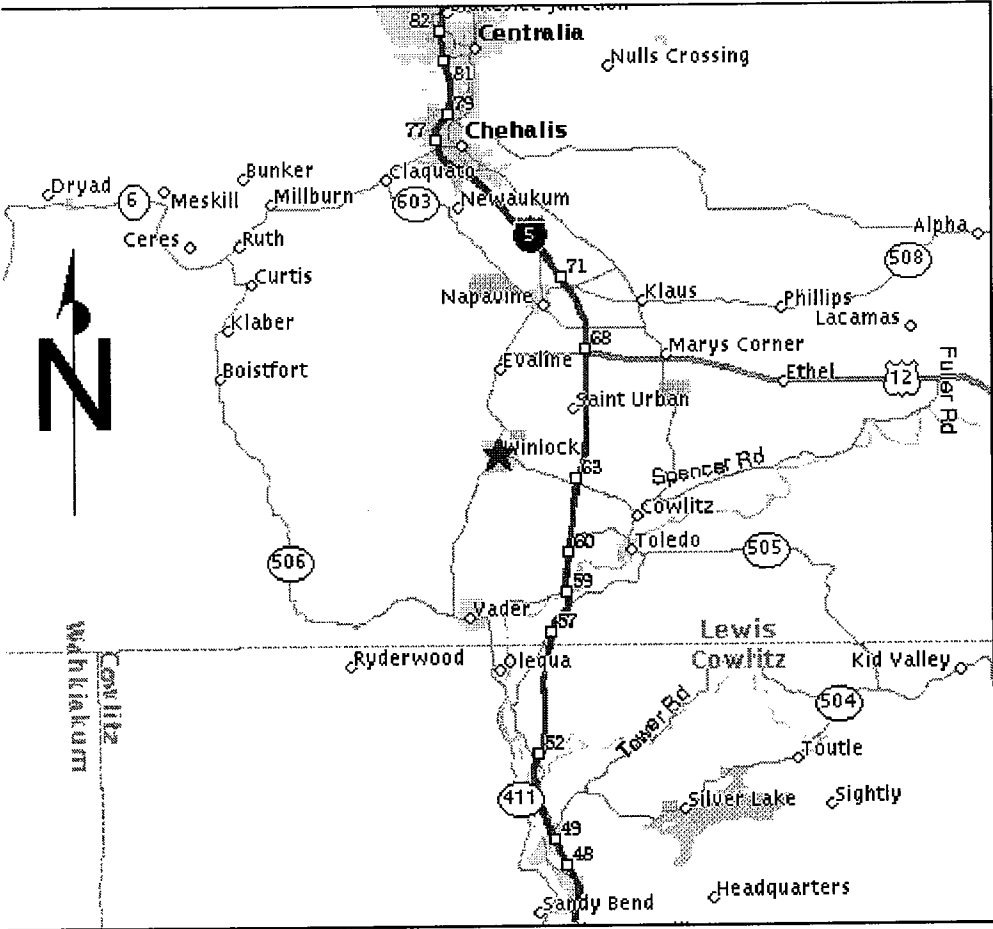 82
Centralia
Nulls Crossing
81
79
77
Chehalis
Claquato
Bunker
Dryad
6
Meskill
Millburn
603
Newaukum
5
Alpha
Ceres
Ruth
508
71
Curtis
Napavine
Klaus
Phillips
Lacamas
Klaber
68
Marys Corner
N
Evaline
Boistfort
Ethel
12
Fuller Rd
Saint Urban
Winlock
63
Spencer Rd
Cowlitz
60
Toledo
505
506
59
Vader
57
Lewis
Cowlitz
Wahkiakum
Cowlitz
Ryderwood
Olequa
Kid Valley
504
Tower Rd
52
Toutle
411
Silver Lake
Sightly
49
48
Headquarters
Sandy Bend